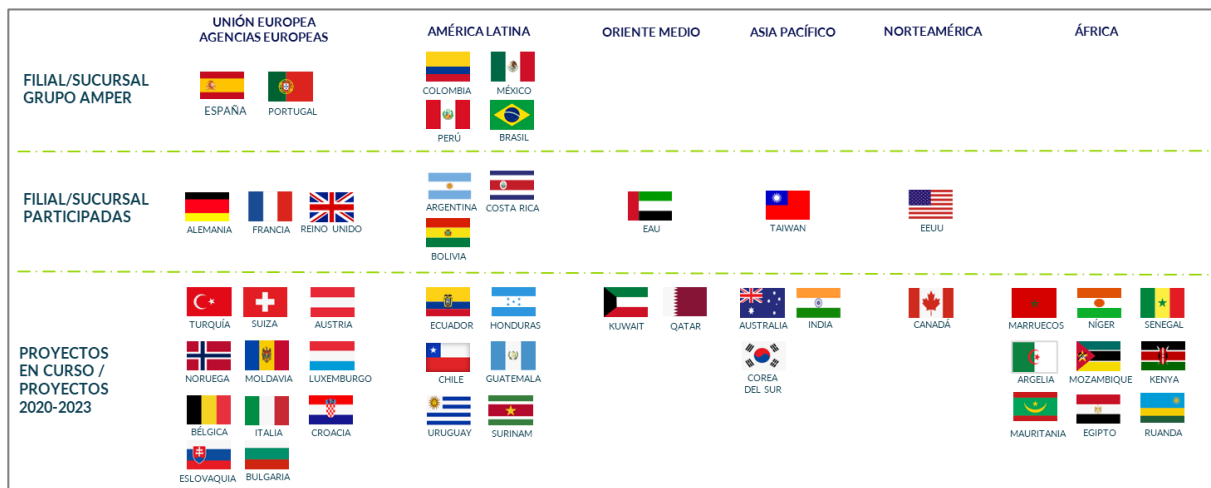 UNIÓN EUROPEA
AGENCIAS EUROPEAS
AMÉRICA LATINA
ORIENTE MEDIO
ASIA PACÍFICO
NORTEAMÉRICA
ÁFRICA
FILIAL/SUCURSAL
GRUPO AMPER
ESPAÑA
PORTUGAL
COLOMBIA
MÉXICO
PERÚ
BRASIL
FILIAL/SUCURSAL
PARTICIPADAS
ALEMANIA
FRANCIA
REINO UNIDO
ARGENTINA
COSTA RICA
BOLIVIA
EAU
TAIWAN
EEUU
PROYECTOS
EN CURSO /
PROYECTOS
2020-2023
TURQUÍA
SUIZA
AUSTRIA
ECUADOR
HONDURAS
KUWAIT
QATAR
AUSTRALIA
INDIA
CANADÁ
MARRUECOS
NÍGER
SENEGAL
NORUEGA
MOLDAVIA
LUXEMBURGO
CHILE
GUATEMALA
COREA
DEL SUR
ARGELIA
MOZAMBIQUE
KENYA
BÉLGICA
ITALIA
CROACIA
URUGUAY
SURINAM
MAURITANIA
EGIPTO
RUANDA
ESLOVAQUIA
BULGARIA